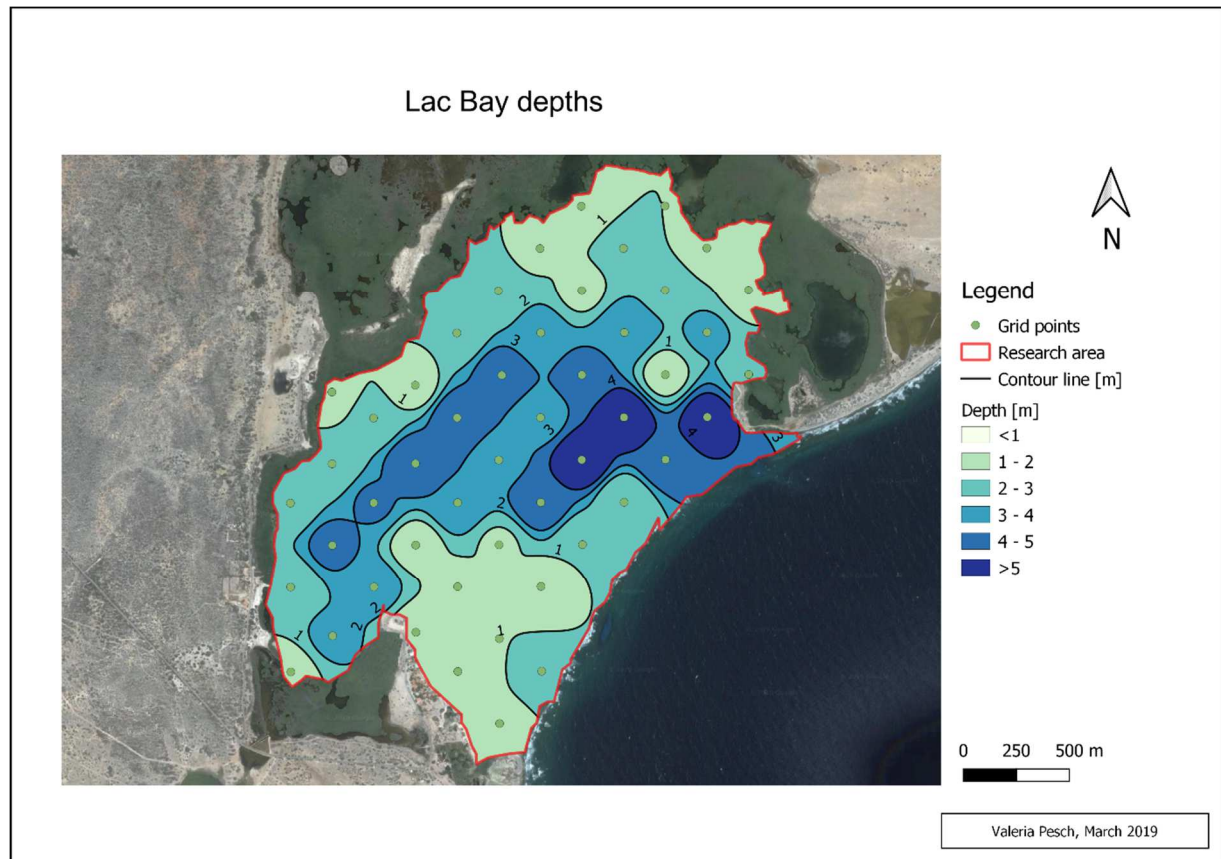 Lac Bay depths
N
1
2
1
3
1
4
3
4
3
2
1
2
2
1
1
Legend
Grid points
Research area
Contour line [m]
Depth [m]
<1
1 - 2
2 - 3
3 - 4
4 - 5
>5
0 250 500 m
Valeria Pesch, March 2019